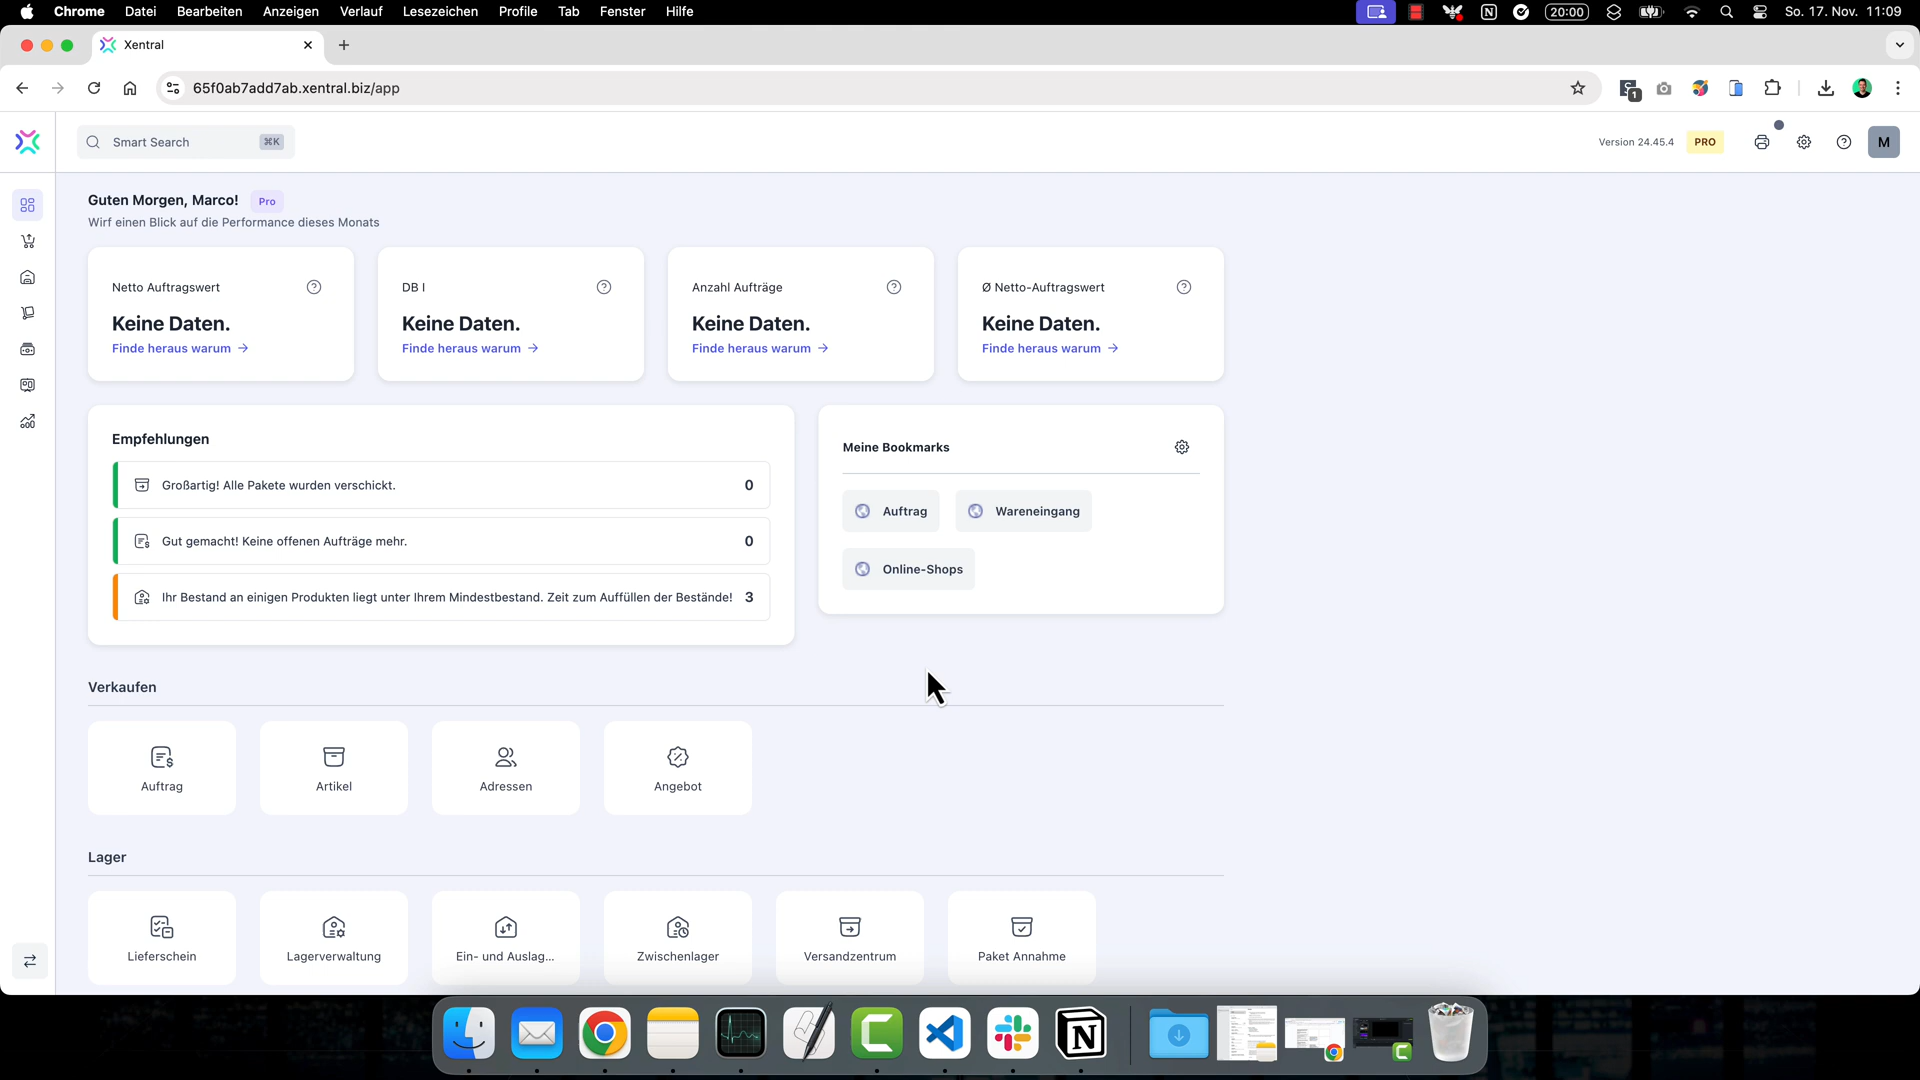 Chrome Datei Bearbeiten Anzeigen Verlauf Lesezeichen Profile Tab Fenster Hilfe 20:00 So. 17. Nov. 11:09
Xentral
65f0ab7add7ab.xentral.biz/app 1
Smart Search ⌘K Version 24.45.4 PRO M
Guten Morgen, Marco! Pro
Wirf einen Blick auf die Performance dieses Monats
Netto Auftragswert DB I Anzahl Aufträge Ø Netto-Auftragswert
Keine Daten. Keine Daten. Keine Daten. Keine Daten.
Finde heraus warum → Finde heraus warum → Finde heraus warum → Finde heraus warum →
Empfehlungen
Großartig! Alle Pakete wurden verschickt. 0
Gut gemacht! Keine offenen Aufträge mehr. 0
Ihr Bestand an einigen Produkten liegt unter Ihrem Mindestbestand. Zeit zum Auffüllen der Bestände! 3
Meine Bookmarks
Auftrag Wareneingang
Online-Shops
Verkaufen
Auftrag Artikel Adressen Angebot
Lager
Lieferschein Lagerverwaltung Ein- und Auslag... Zwischenlager Versandzentrum Paket Annahme